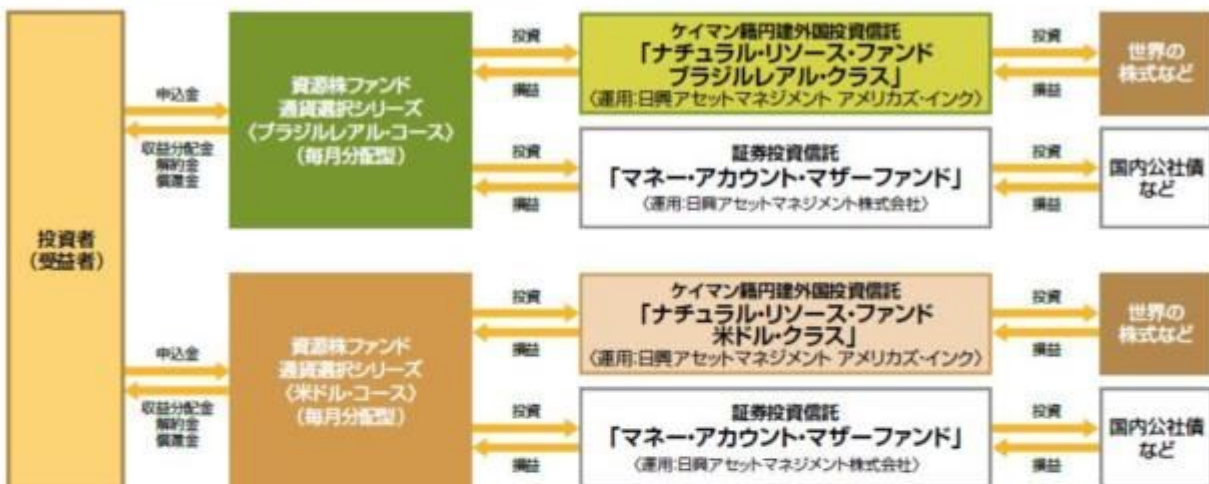 投資者
(受益者)
申込金
収益分配金
解約金
償還金
資源株ファンド
通貨選択シリーズ
〈ブラジルレアル・コース〉
(毎月分配型)
投資
損益
ケイマン籍円建外国投資信託
「ナチュラル・リソース・ファンド
ブラジルレアル・クラス」
〈運用:日興アセットマネジメント アメリカズ・インク〉
投資
損益
世界の
株式など
投資
損益
証券投資信託
「マネー・アカウント・マザーファンド」
〈運用:日興アセットマネジメント株式会社〉
投資
損益
国内公社債
など
申込金
収益分配金
解約金
償還金
資源株ファンド
通貨選択シリーズ
〈米ドル・コース〉
(毎月分配型)
投資
損益
ケイマン籍円建外国投資信託
「ナチュラル・リソース・ファンド
米ドル・クラス」
〈運用:日興アセットマネジメント アメリカズ・インク〉
投資
損益
世界の
株式など
投資
損益
証券投資信託
「マネー・アカウント・マザーファンド」
〈運用:日興アセットマネジメント株式会社〉
投資
損益
国内公社債
など